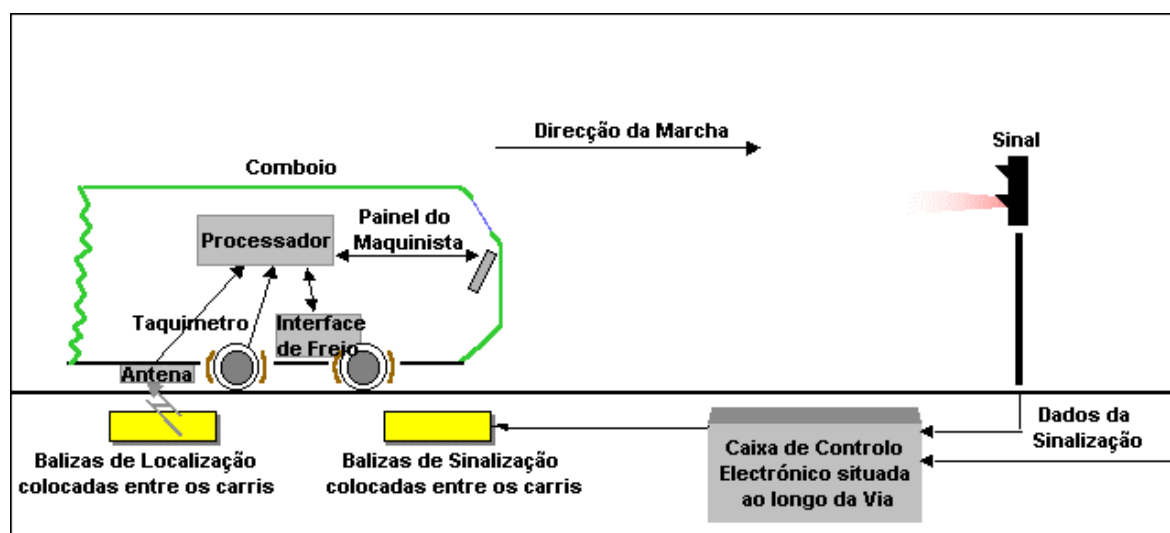 Direcção da Marcha
Sinal
Comboio
Painel do
Maquinista
Processador
Taquimetro
Interface
de Freio
Antena
Balizas de Localização
colocadas entre os carris
Balizas de Sinalização
colocadas entre os carris
Caixa de Controlo
Electrónico situada
ao longo da Via
Dados da
Sinalização